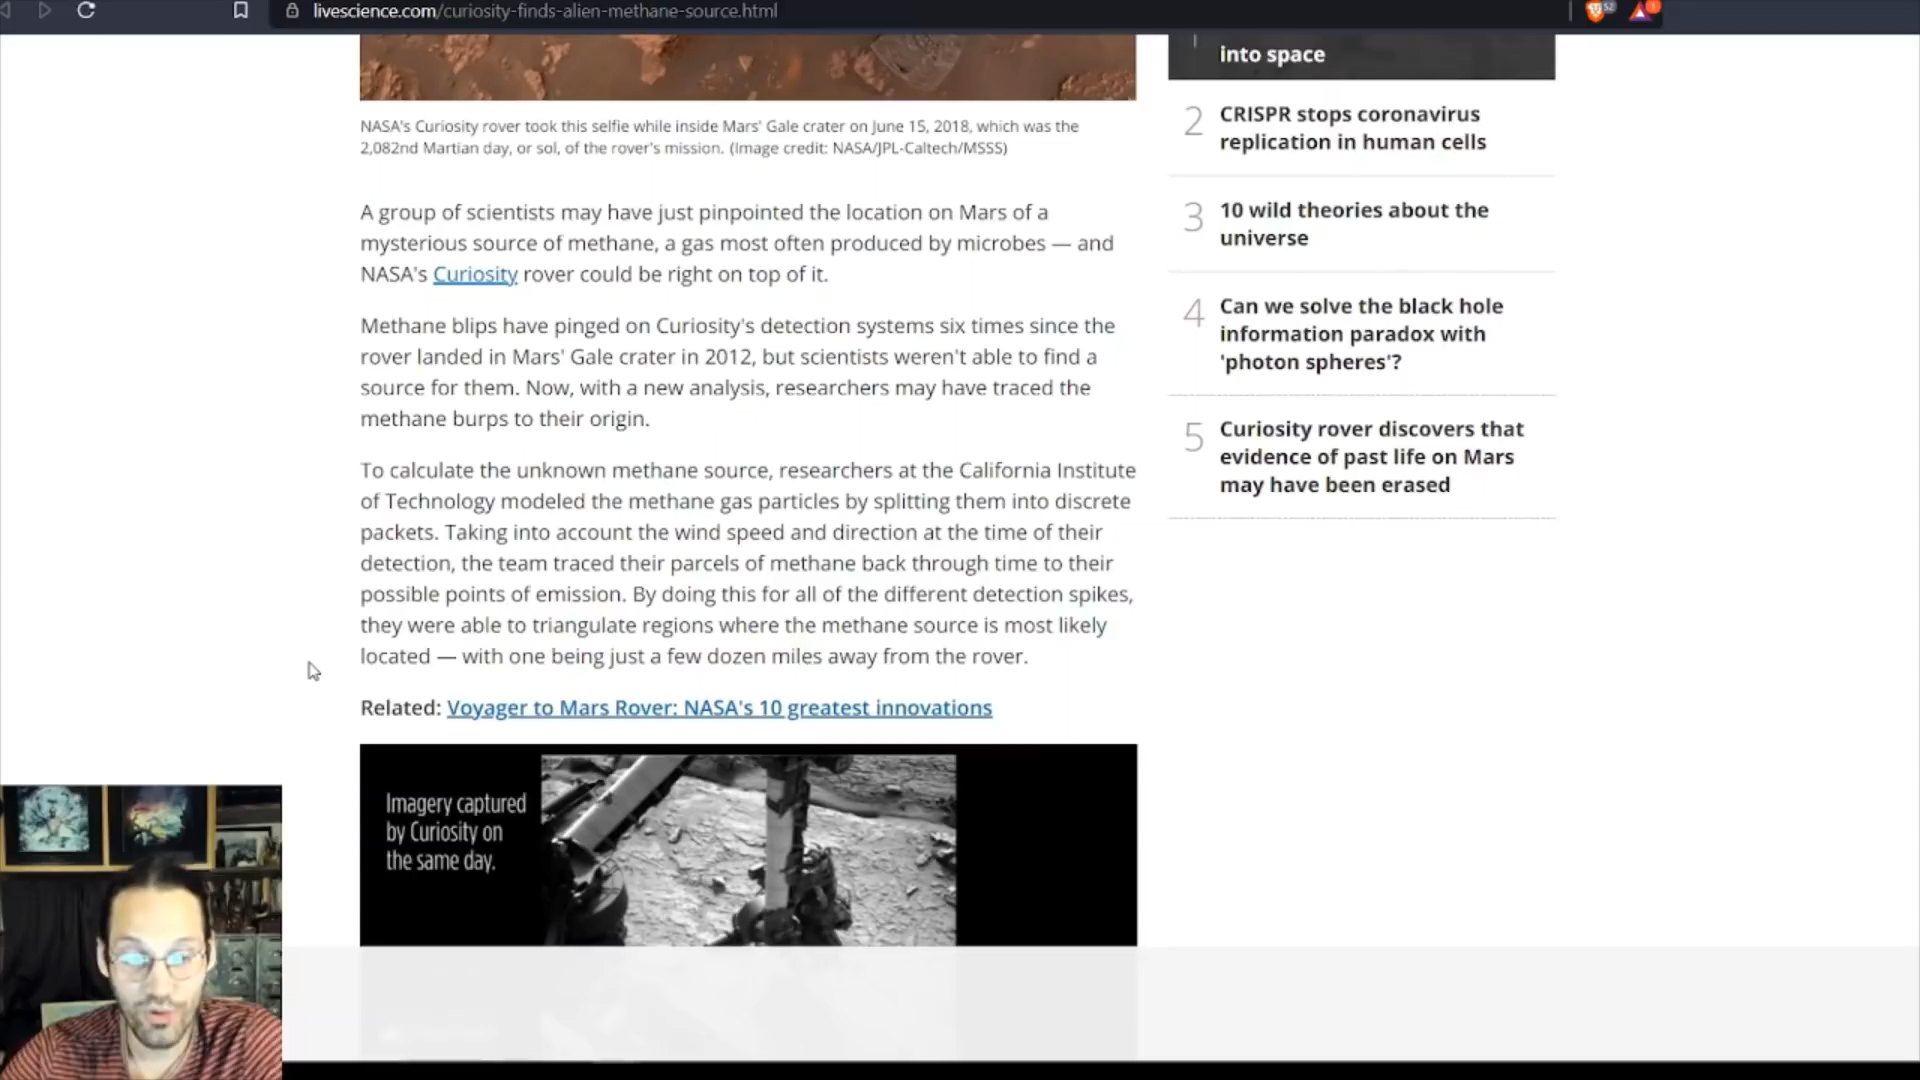 livescience.com/curiosity-finds-alien-methane-source.html
into space
2 CRISPR stops coronavirus
replication in human cells
3 10 wild theories about the
universe
4 Can we solve the black hole
information paradox with
'photon spheres'?
5 Curiosity rover discovers that
evidence of past life on Mars
may have been erased
NASA's Curiosity rover took this selfie while inside Mars' Gale crater on June 15, 2018, which was the
2,082nd Martian day, or sol, of the rover's mission. (Image credit: NASA/JPL-Caltech/MSSS)
A group of scientists may have just pinpointed the location on Mars of a
mysterious source of methane, a gas most often produced by microbes — and
NASA's Curiosity rover could be right on top of it.
Methane blips have pinged on Curiosity's detection systems six times since the
rover landed in Mars' Gale crater in 2012, but scientists weren't able to find a
source for them. Now, with a new analysis, researchers may have traced the
methane burps to their origin.
To calculate the unknown methane source, researchers at the California Institute
of Technology modeled the methane gas particles by splitting them into discrete
packets. Taking into account the wind speed and direction at the time of their
detection, the team traced their parcels of methane back through time to their
possible points of emission. By doing this for all of the different detection spikes,
they were able to triangulate regions where the methane source is most likely
located — with one being just a few dozen miles away from the rover.
Related: Voyager to Mars Rover: NASA's 10 greatest innovations
Imagery captured
by Curiosity on
the same day.